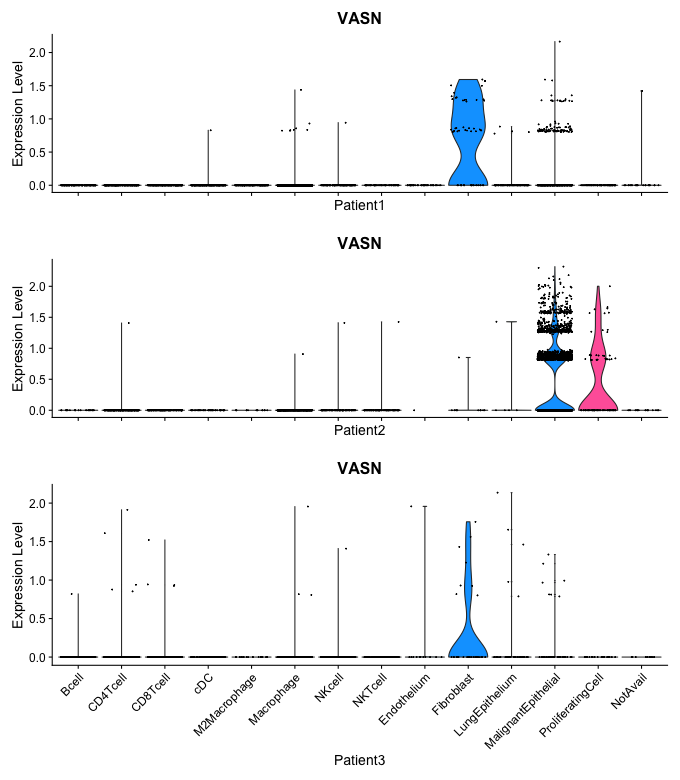 VASN
Expression Level
2.0
1.5
1.0
0.5
0.0
Patient1
VASN
Expression Level
2.0
1.5
1.0
0.5
0.0
Patient2
VASN
Expression Level
2.0
1.5
1.0
0.5
0.0
Bcell
CD4Tcell
CD8Tcell
cDC
M2Macrophage
Macrophage
NKcell
NKTcell
Endothelium
Fibroblast
LungEpithelium
MalignantEpithelial
ProliferatingCell
NotAvail
Patient3